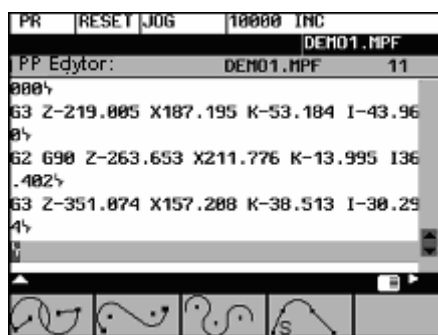 PR RESET JOG 10000 INC
DEMO1.MPF
PP Edytor: DEMO1.MPF 11
000
G3 Z-219.005 X187.195 K-53.184 I-43.96
0
G2 G90 Z-263.653 X211.776 K-13.995 I36
.402
G3 Z-351.074 X157.208 K-38.513 I-30.29
4
S